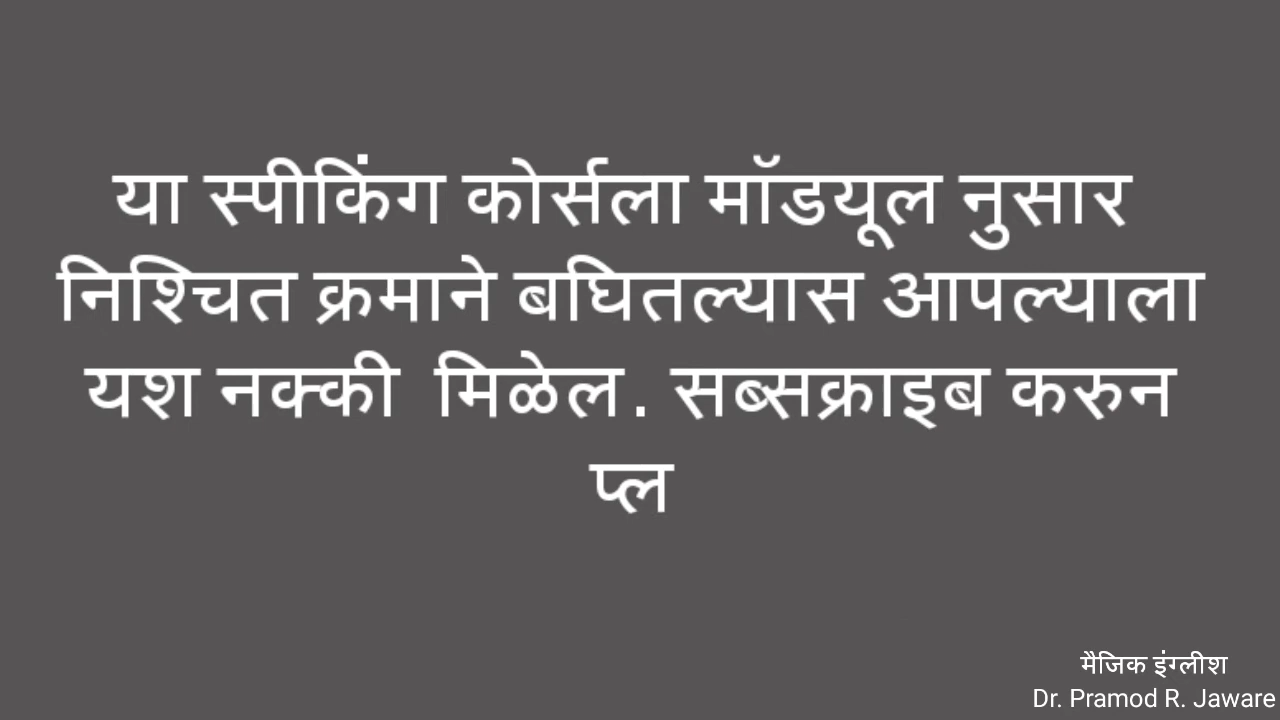 या स्पीकिंग कोर्सला मॉडयूल नुसार
निश्चित क्रमाने बघितल्यास आपल्याला
यश नक्की  मिळेल. सब्सक्राइब करुन
प्ल
मैजिक इंग्लीश
Dr. Pramod R. Jaware